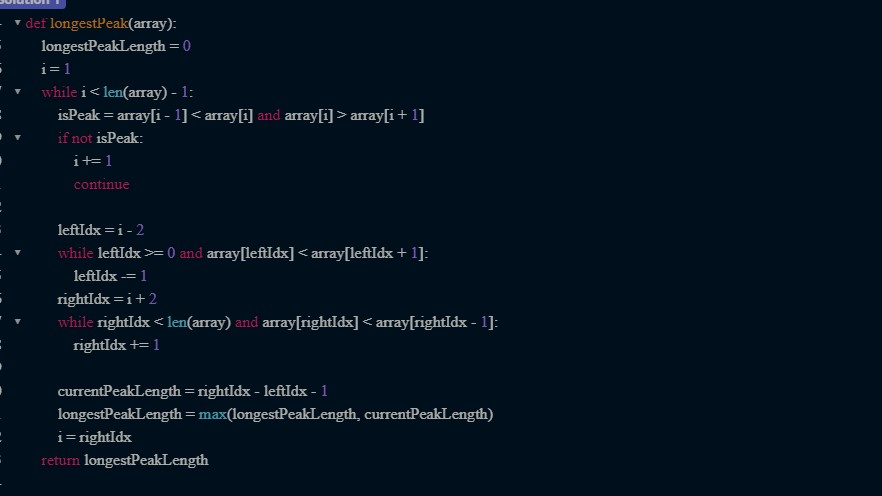 solution 1
def longestPeak(array):
    longestPeakLength = 0
    i = 1
    while i < len(array) - 1:
        isPeak = array[i - 1] < array[i] and array[i] > array[i + 1]
        if not isPeak:
            i += 1
            continue

        leftIdx = i - 2
        while leftIdx >= 0 and array[leftIdx] < array[leftIdx + 1]:
            leftIdx -= 1
        rightIdx = i + 2
        while rightIdx < len(array) and array[rightIdx] < array[rightIdx - 1]:
            rightIdx += 1

        currentPeakLength = rightIdx - leftIdx - 1
        longestPeakLength = max(longestPeakLength, currentPeakLength)
        i = rightIdx
    return longestPeakLength